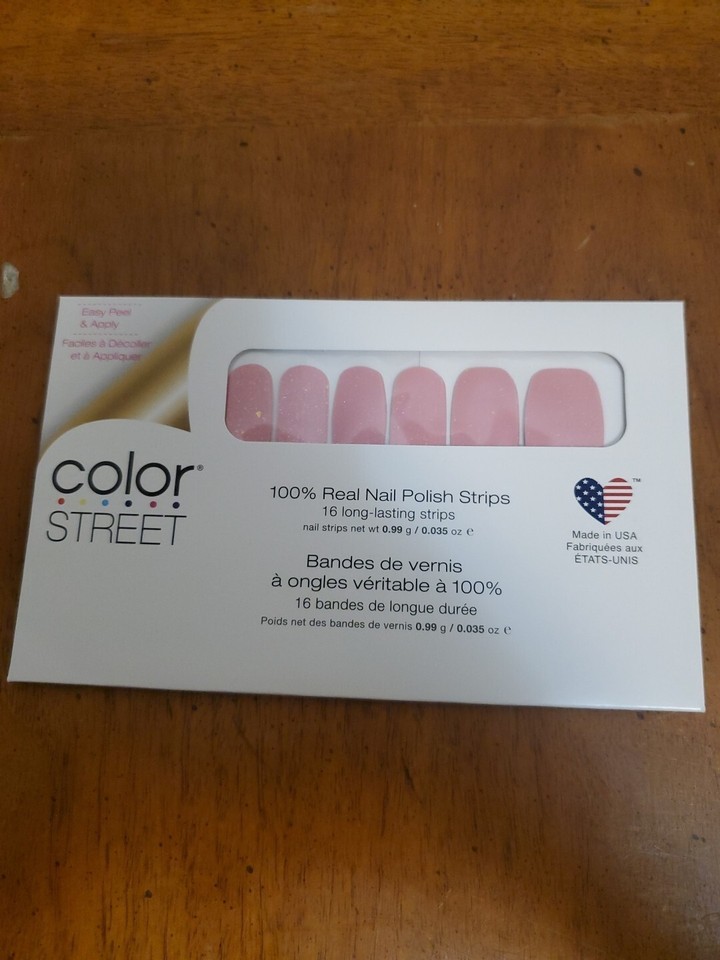 Easy Peel
& Apply
Faciles à Décoller
et à Appliquer
color®
STREET
100% Real Nail Polish Strips
16 long-lasting strips
nail strips net wt 0.99 g / 0.035 oz ℮
Bandes de vernis
à ongles véritable à 100%
16 bandes de longue durée
Poids net des bandes de vernis 0.99 g / 0.035 oz ℮
™
Made in USA
Fabriquées aux
ÉTATS-UNIS